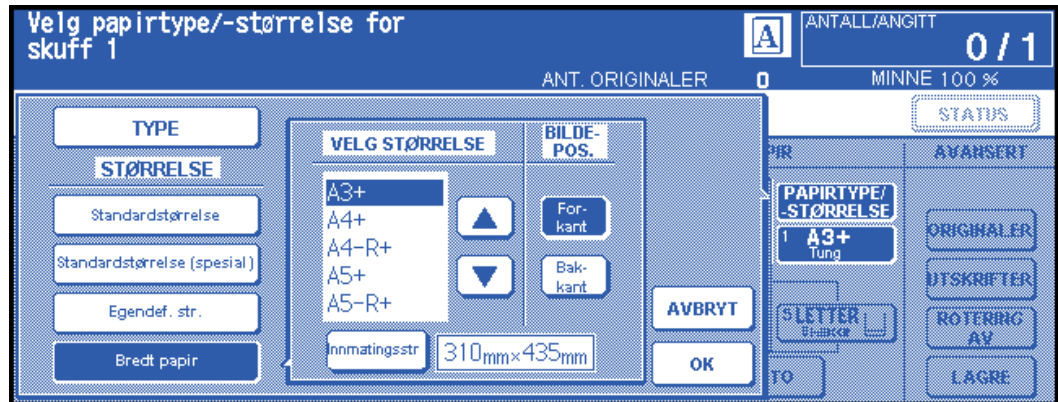 Velg papirtype/-størrelse for
skuff 1
A
ANTALL/ANGITT
0 / 1
ANT. ORIGINALER 0 MINNE 100 %
STATUS
TYPE
STØRRELSE
Standardstørrelse
Standardstørrelse (spesial)
Egendef. str.
Bredt papir
VELG STØRRELSE
A3+
A4+
A4-R+
A5+
A5-R+
Innmatingsstr
310mm×435mm
BILDE-
POS.
For-
kant
Bak-
kant
AVBRYT
OK
PIR
PAPIRTYPE/
-STØRRELSE
1 A3+
Tung
5 LETTER
TO
AVANSERT
ORIGINALER
UTSKRIFTER
ROTERING
AV
LAGRE